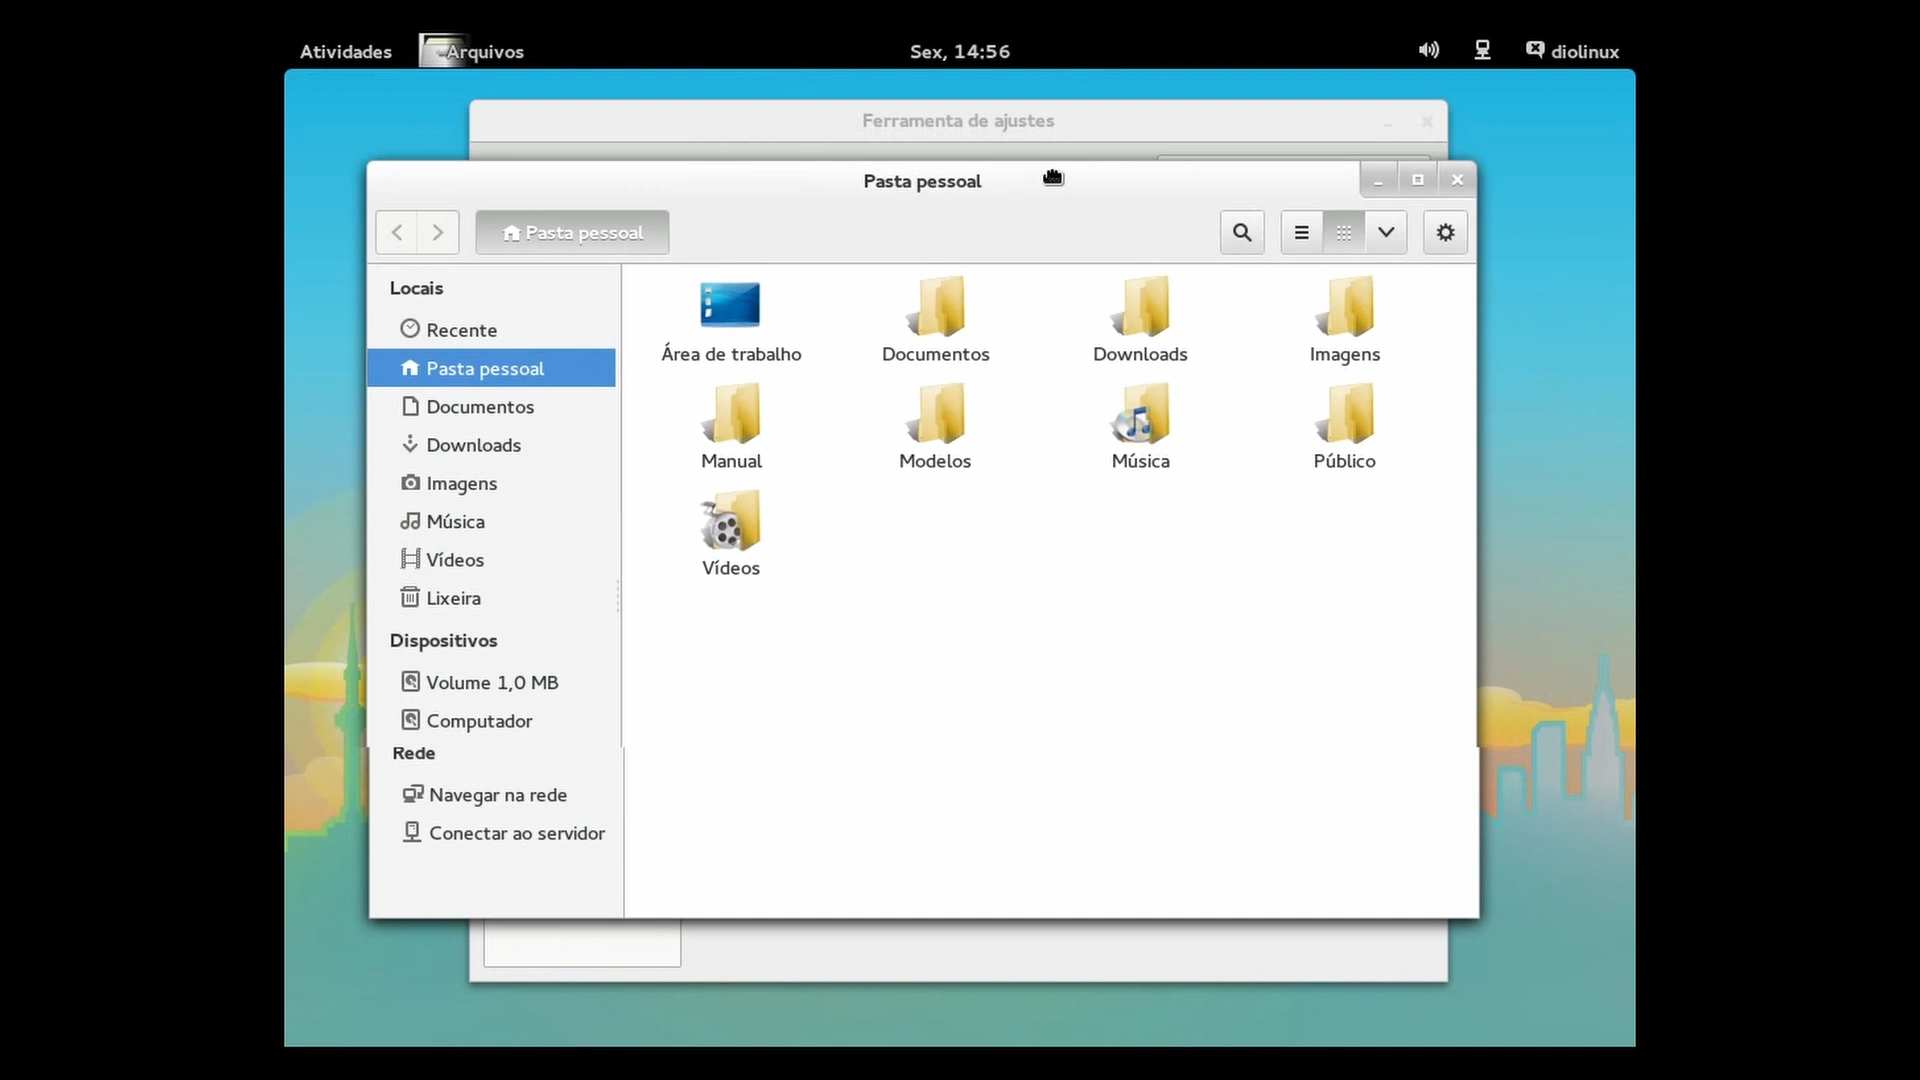 Atividades Arquivos Sex, 14:56 diolinux
Ferramenta de ajustes
Pasta pessoal
Pasta pessoal
Locais
Recente
Pasta pessoal
Documentos
Downloads
Imagens
Música
Vídeos
Lixeira
Dispositivos
Volume 1,0 MB
Computador
Rede
Navegar na rede
Conectar ao servidor
Área de trabalho Documentos Downloads Imagens
Manual Modelos Música Público
Vídeos